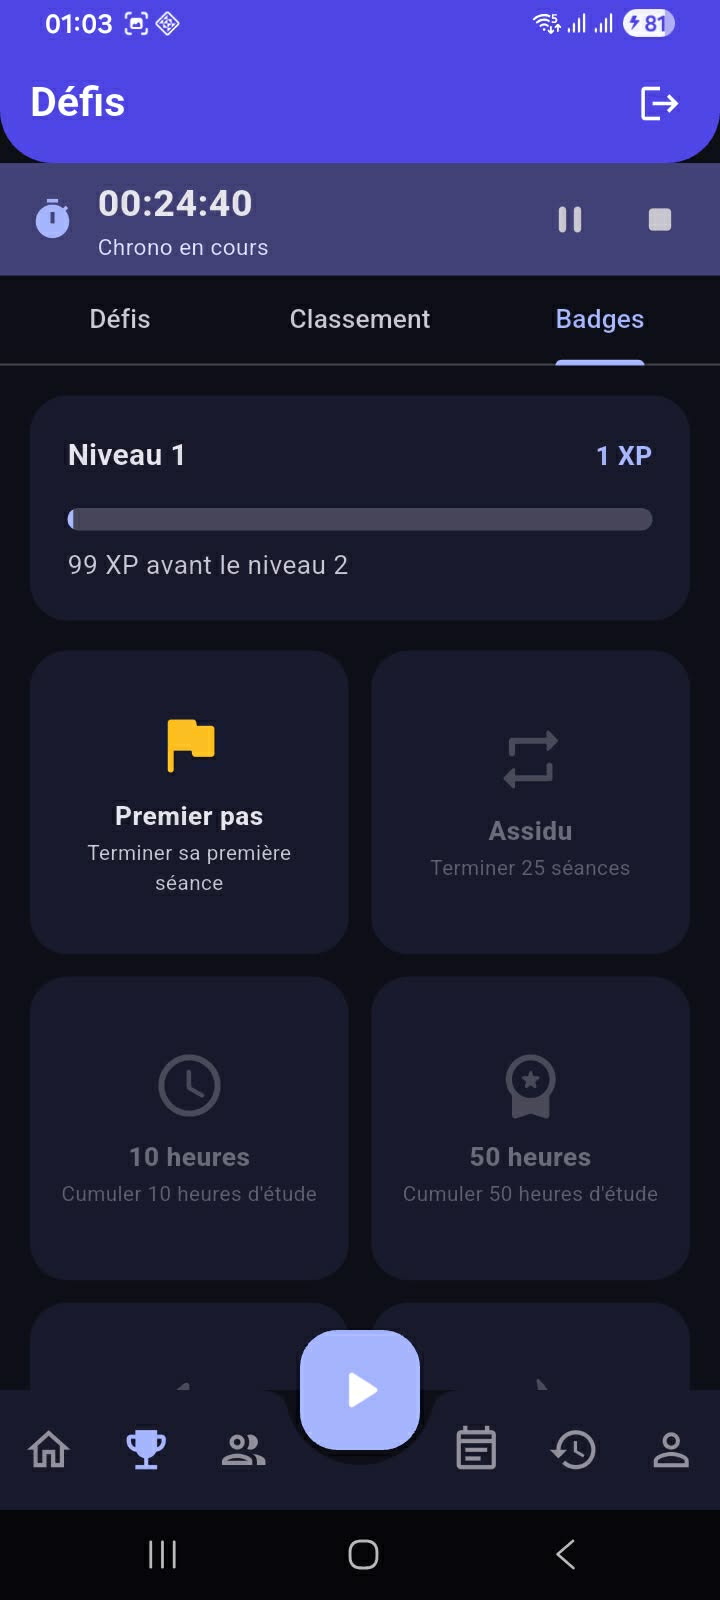 01:03
5
81
Défis
00:24:40
Chrono en cours
Défis
Classement
Badges
Niveau 1
1 XP
99 XP avant le niveau 2
Premier pas
Terminer sa première
séance
Assidu
Terminer 25 séances
10 heures
Cumuler 10 heures d'étude
50 heures
Cumuler 50 heures d'étude